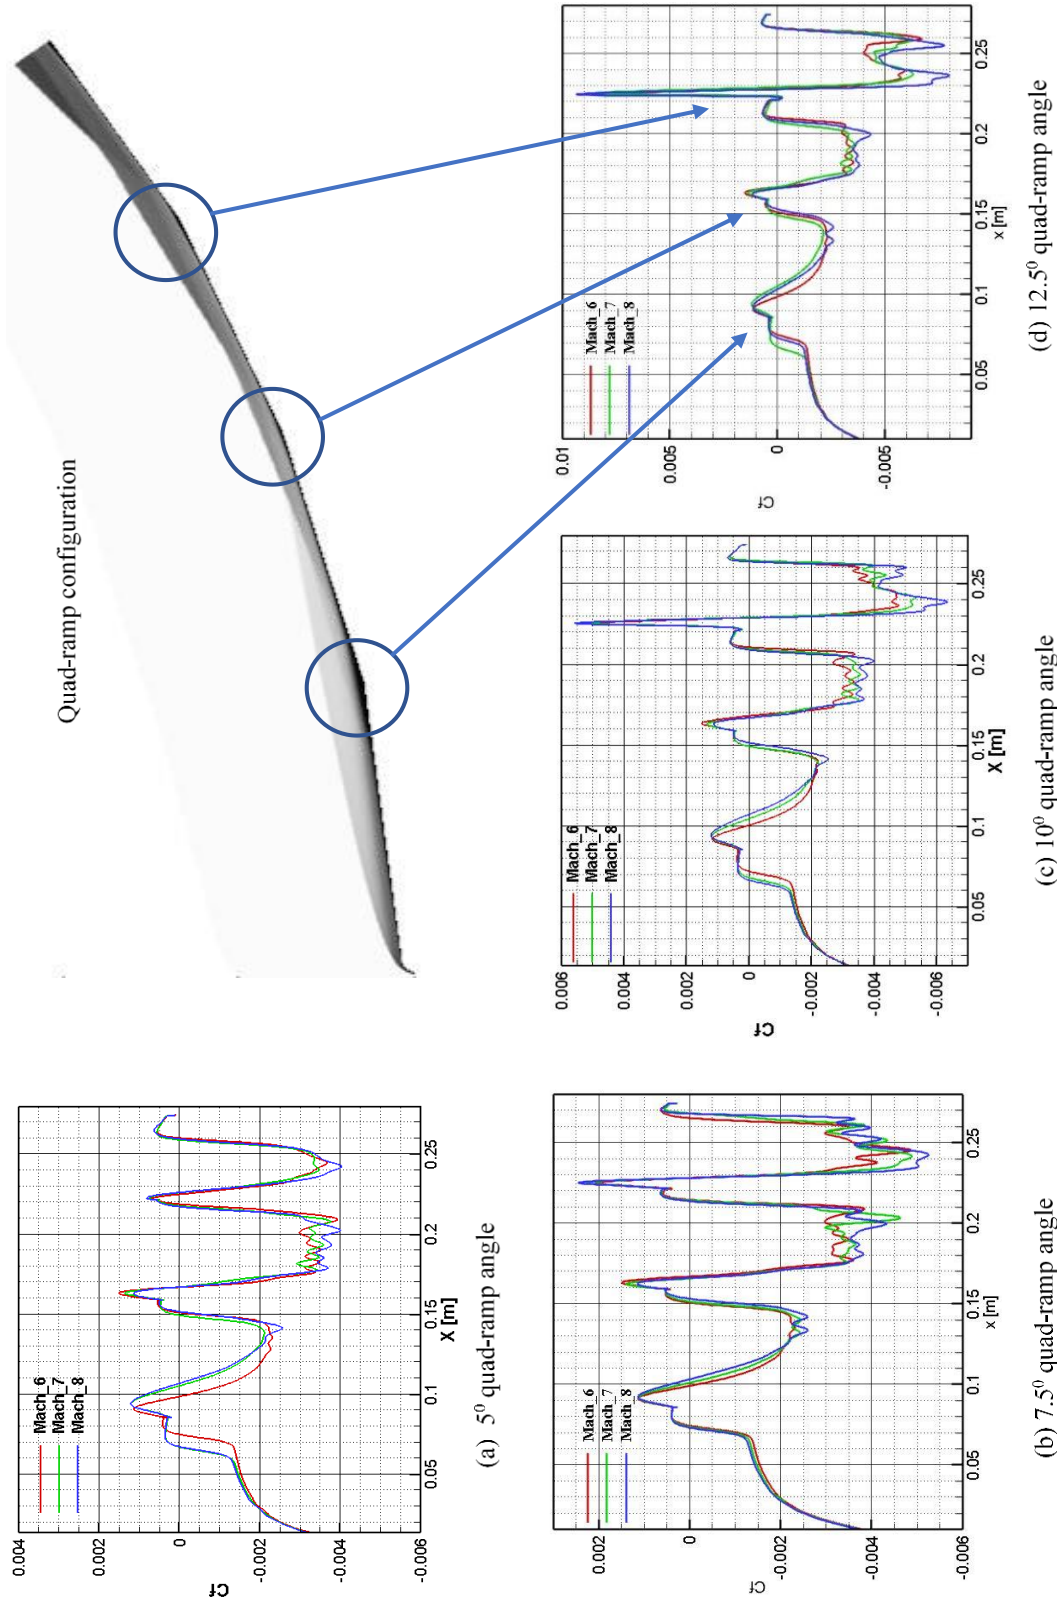 Quad-ramp configuration
0.004
0.002
0
-0.002
-0.004
Cf
0.05
0.1
0.15
0.2
0.25
X [m]
Mach_6
Mach_7
Mach_8
(a) 5⁰ quad-ramp angle
0.002
0
-0.002
-0.004
-0.006
Cf
0.05
0.1
0.15
0.2
0.25
x [m]
Mach_6
Mach_7
Mach_8
(b) 7.5⁰ quad-ramp angle
0.006
0.004
0.002
0
-0.002
-0.004
-0.006
Cf
0.05
0.1
0.15
0.2
0.25
X [m]
Mach_6
Mach_7
Mach_8
(c) 10⁰ quad-ramp angle
0.01
0.005
0
-0.005
Cf
0.05
0.1
0.15
0.2
0.25
x [m]
Mach_6
Mach_7
Mach_8
(d) 12.5⁰ quad-ramp angle